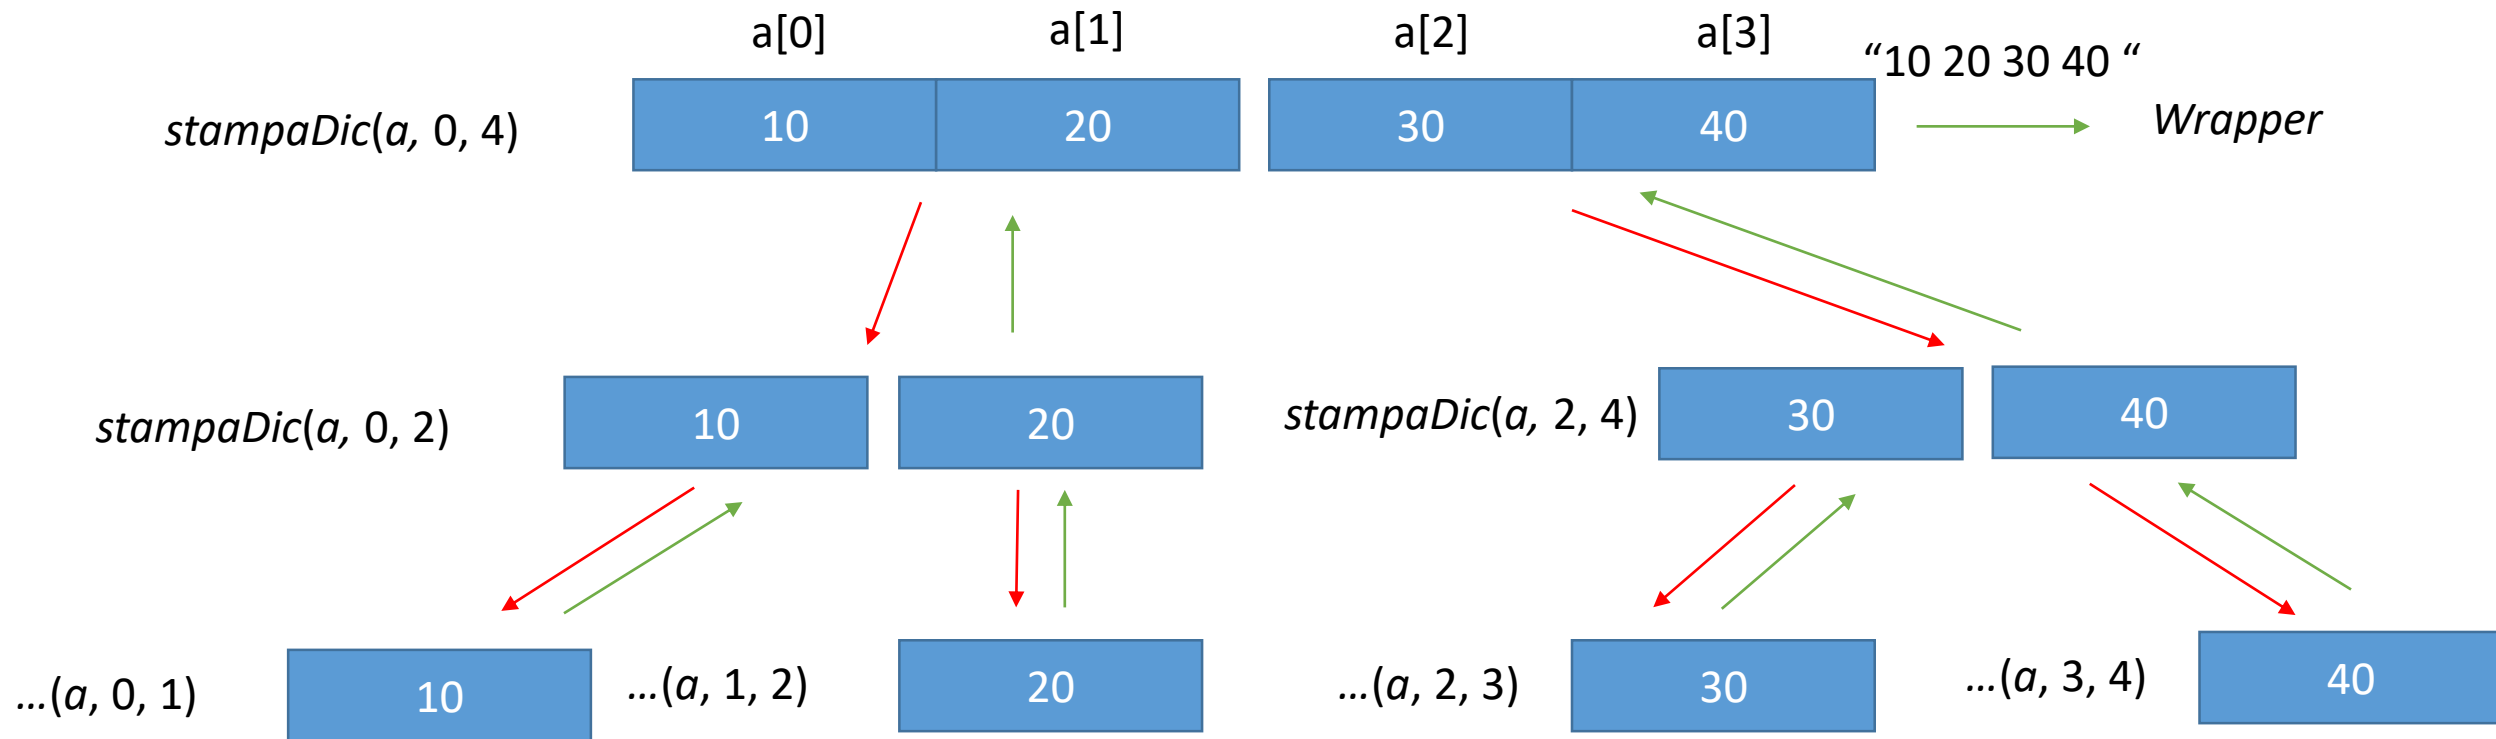 a[0] a[1] a[2] a[3]
“10 20 30 40 “
stampaDic(a, 0, 4) 10 20 30 40 Wrapper
stampaDic(a, 0, 2) 10 20 stampaDic(a, 2, 4) 30 40
...(a, 0, 1) 10 ...(a, 1, 2) 20 ...(a, 2, 3) 30 ...(a, 3, 4) 40